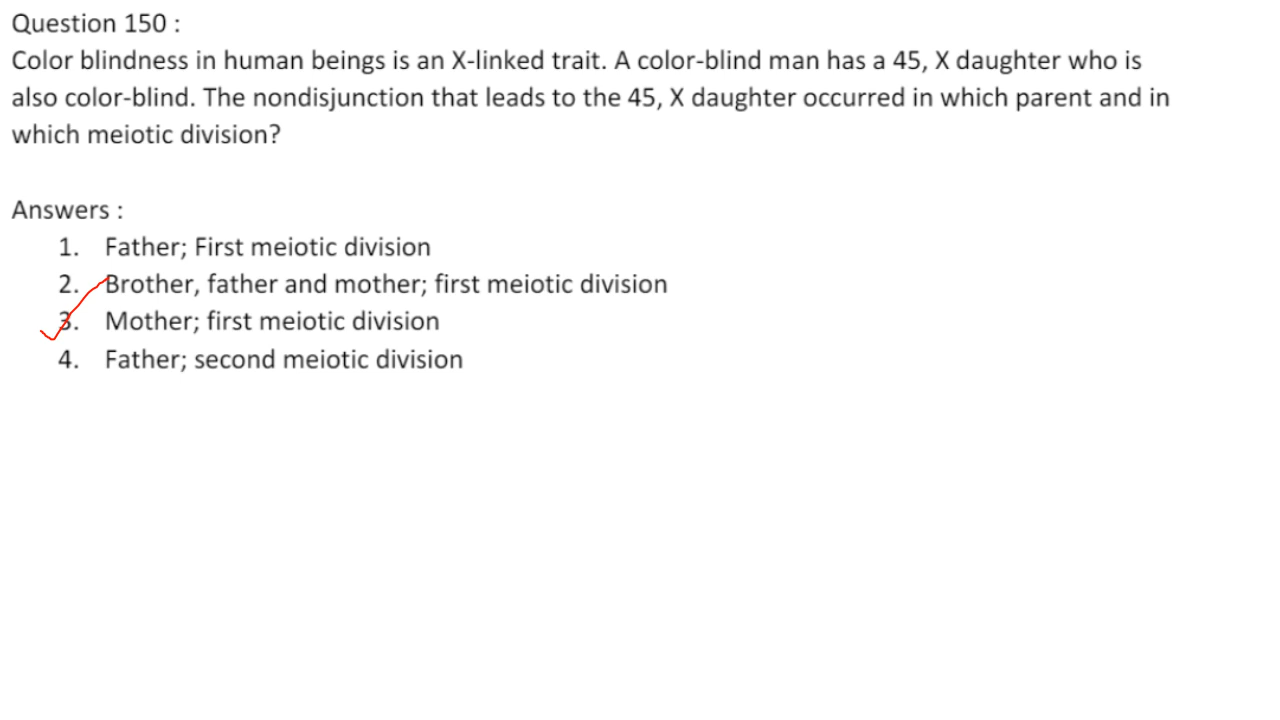 Question 150 :
Color blindness in human beings is an X-linked trait. A color-blind man has a 45, X daughter who is
also color-blind. The nondisjunction that leads to the 45, X daughter occurred in which parent and in
which meiotic division?
Answers :
1. Father; First meiotic division
2. Brother, father and mother; first meiotic division
3. Mother; first meiotic division
4. Father; second meiotic division